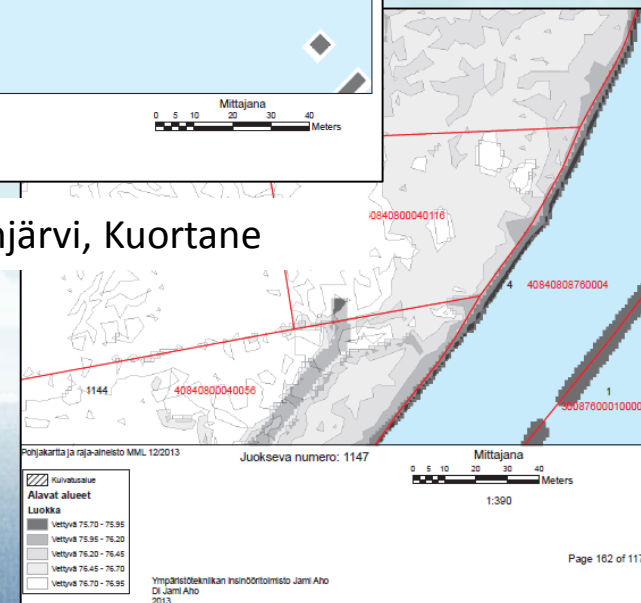 Mittajana
0 5 10 20 30 40
Meters
njärvi, Kuortane
0840800040116
4 40840808760004
1144 40840800040056
1
Pohjakartta ja raja-aineisto MML 12/2013
Juokseva numero: 1147
Mittajana
0 5 10 20 30 40
Meters
1:390
Kuivatusalue
Alavat alueet
Luokka
Vettyvä 75.70 - 75.95
Vettyvä 75.95 - 76.20
Vettyvä 76.20 - 76.45
Vettyvä 76.45 - 76.70
Vettyvä 76.70 - 76.95
Ympäristötekniikan insinööritoimisto Jami Aho
DI Jami Aho
2013
Page 162 of 117